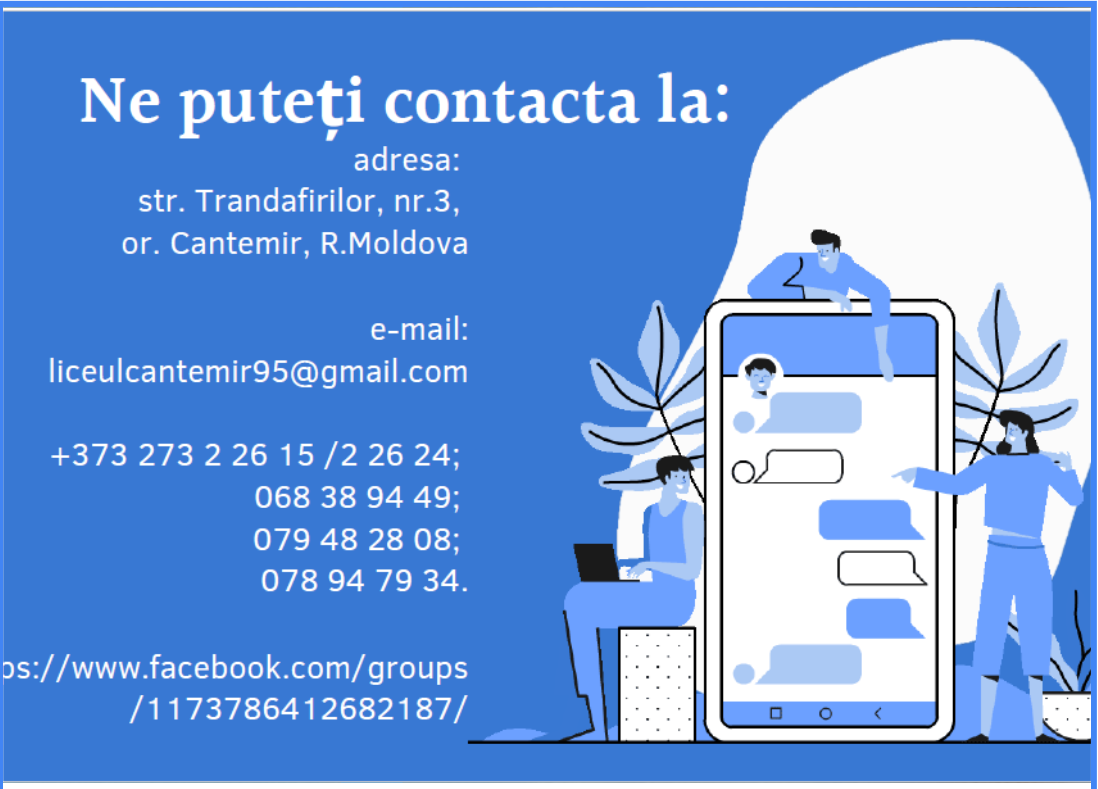 Ne puteți contacta la:
adresa:
str. Trandafirilor, nr.3,
or. Cantemir, R.Moldova
e-mail:
liceulcantemir95@gmail.com
+373 273 2 26 15 /2 26 24;
068 38 94 49;
079 48 28 08;
078 94 79 34.
ps://www.facebook.com/groups
/1173786412682187/